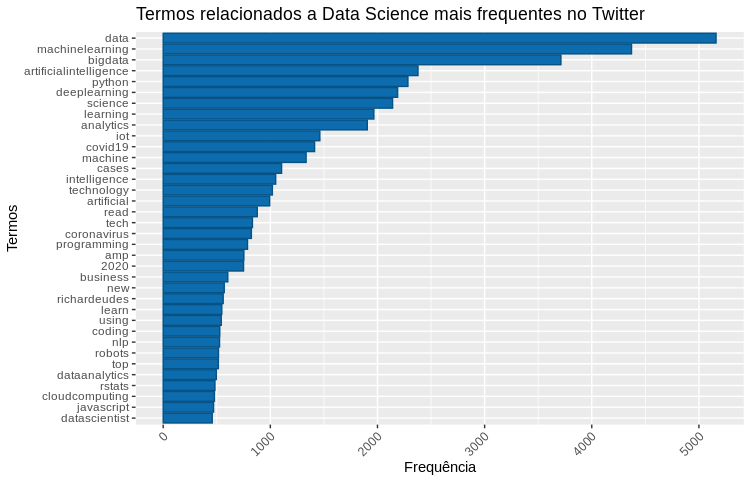 Termos relacionados a Data Science mais frequentes no Twitter
Termos
data
machinelearning
bigdata
artificialintelligence
python
deeplearning
science
learning
analytics
iot
covid19
machine
cases
intelligence
technology
artificial
read
tech
coronavirus
programming
amp
2020
business
new
richardeudes
learn
using
coding
nlp
robots
top
dataanalytics
rstats
cloudcomputing
javascript
datascientist
0
1000
2000
3000
4000
5000
Frequência